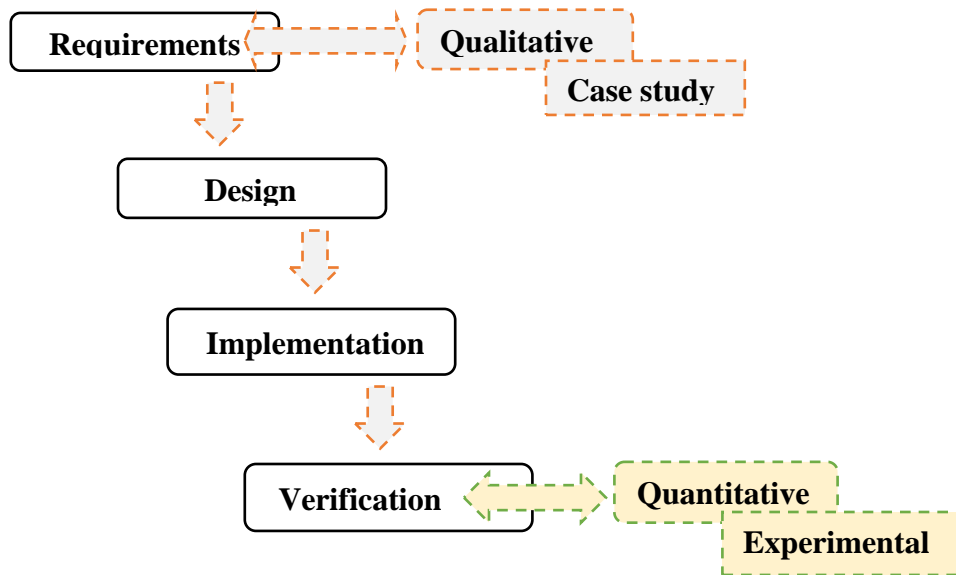 Requirements
Qualitative
Case study
Design
Implementation
Verification
Quantitative
Experimental